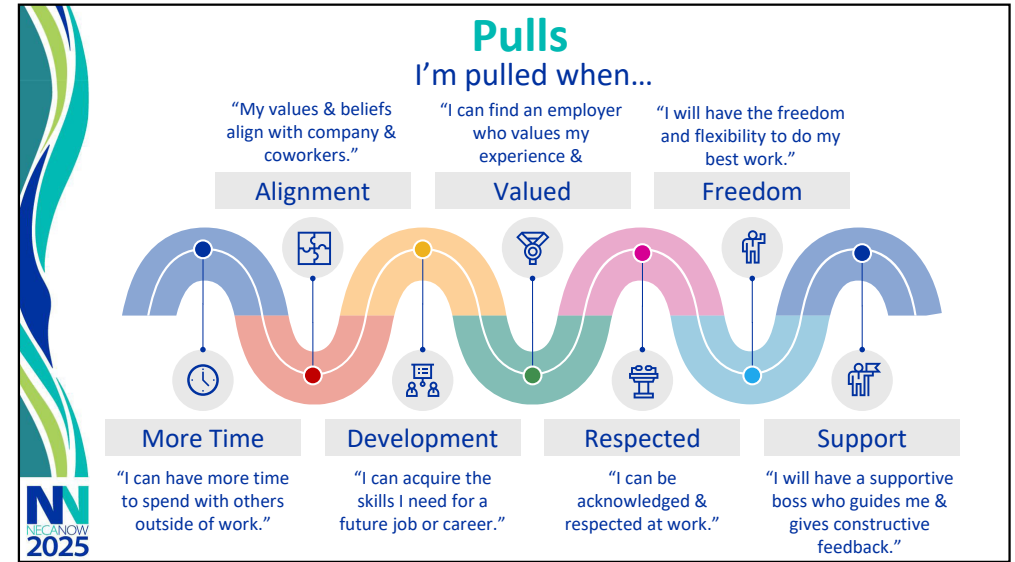 Pulls
I’m pulled when…
“My values & beliefs
align with company &
coworkers.”
Alignment
“I can find an employer
who values my
experience &
Valued
“I will have the freedom
and flexibility to do my
best work.”
Freedom
More Time
“I can have more time
to spend with others
outside of work.”
Development
“I can acquire the
skills I need for a
future job or career.”
Respected
“I can be
acknowledged &
respected at work.”
Support
“I will have a supportive
boss who guides me &
gives constructive
feedback.”
NN
NECANOW
2025